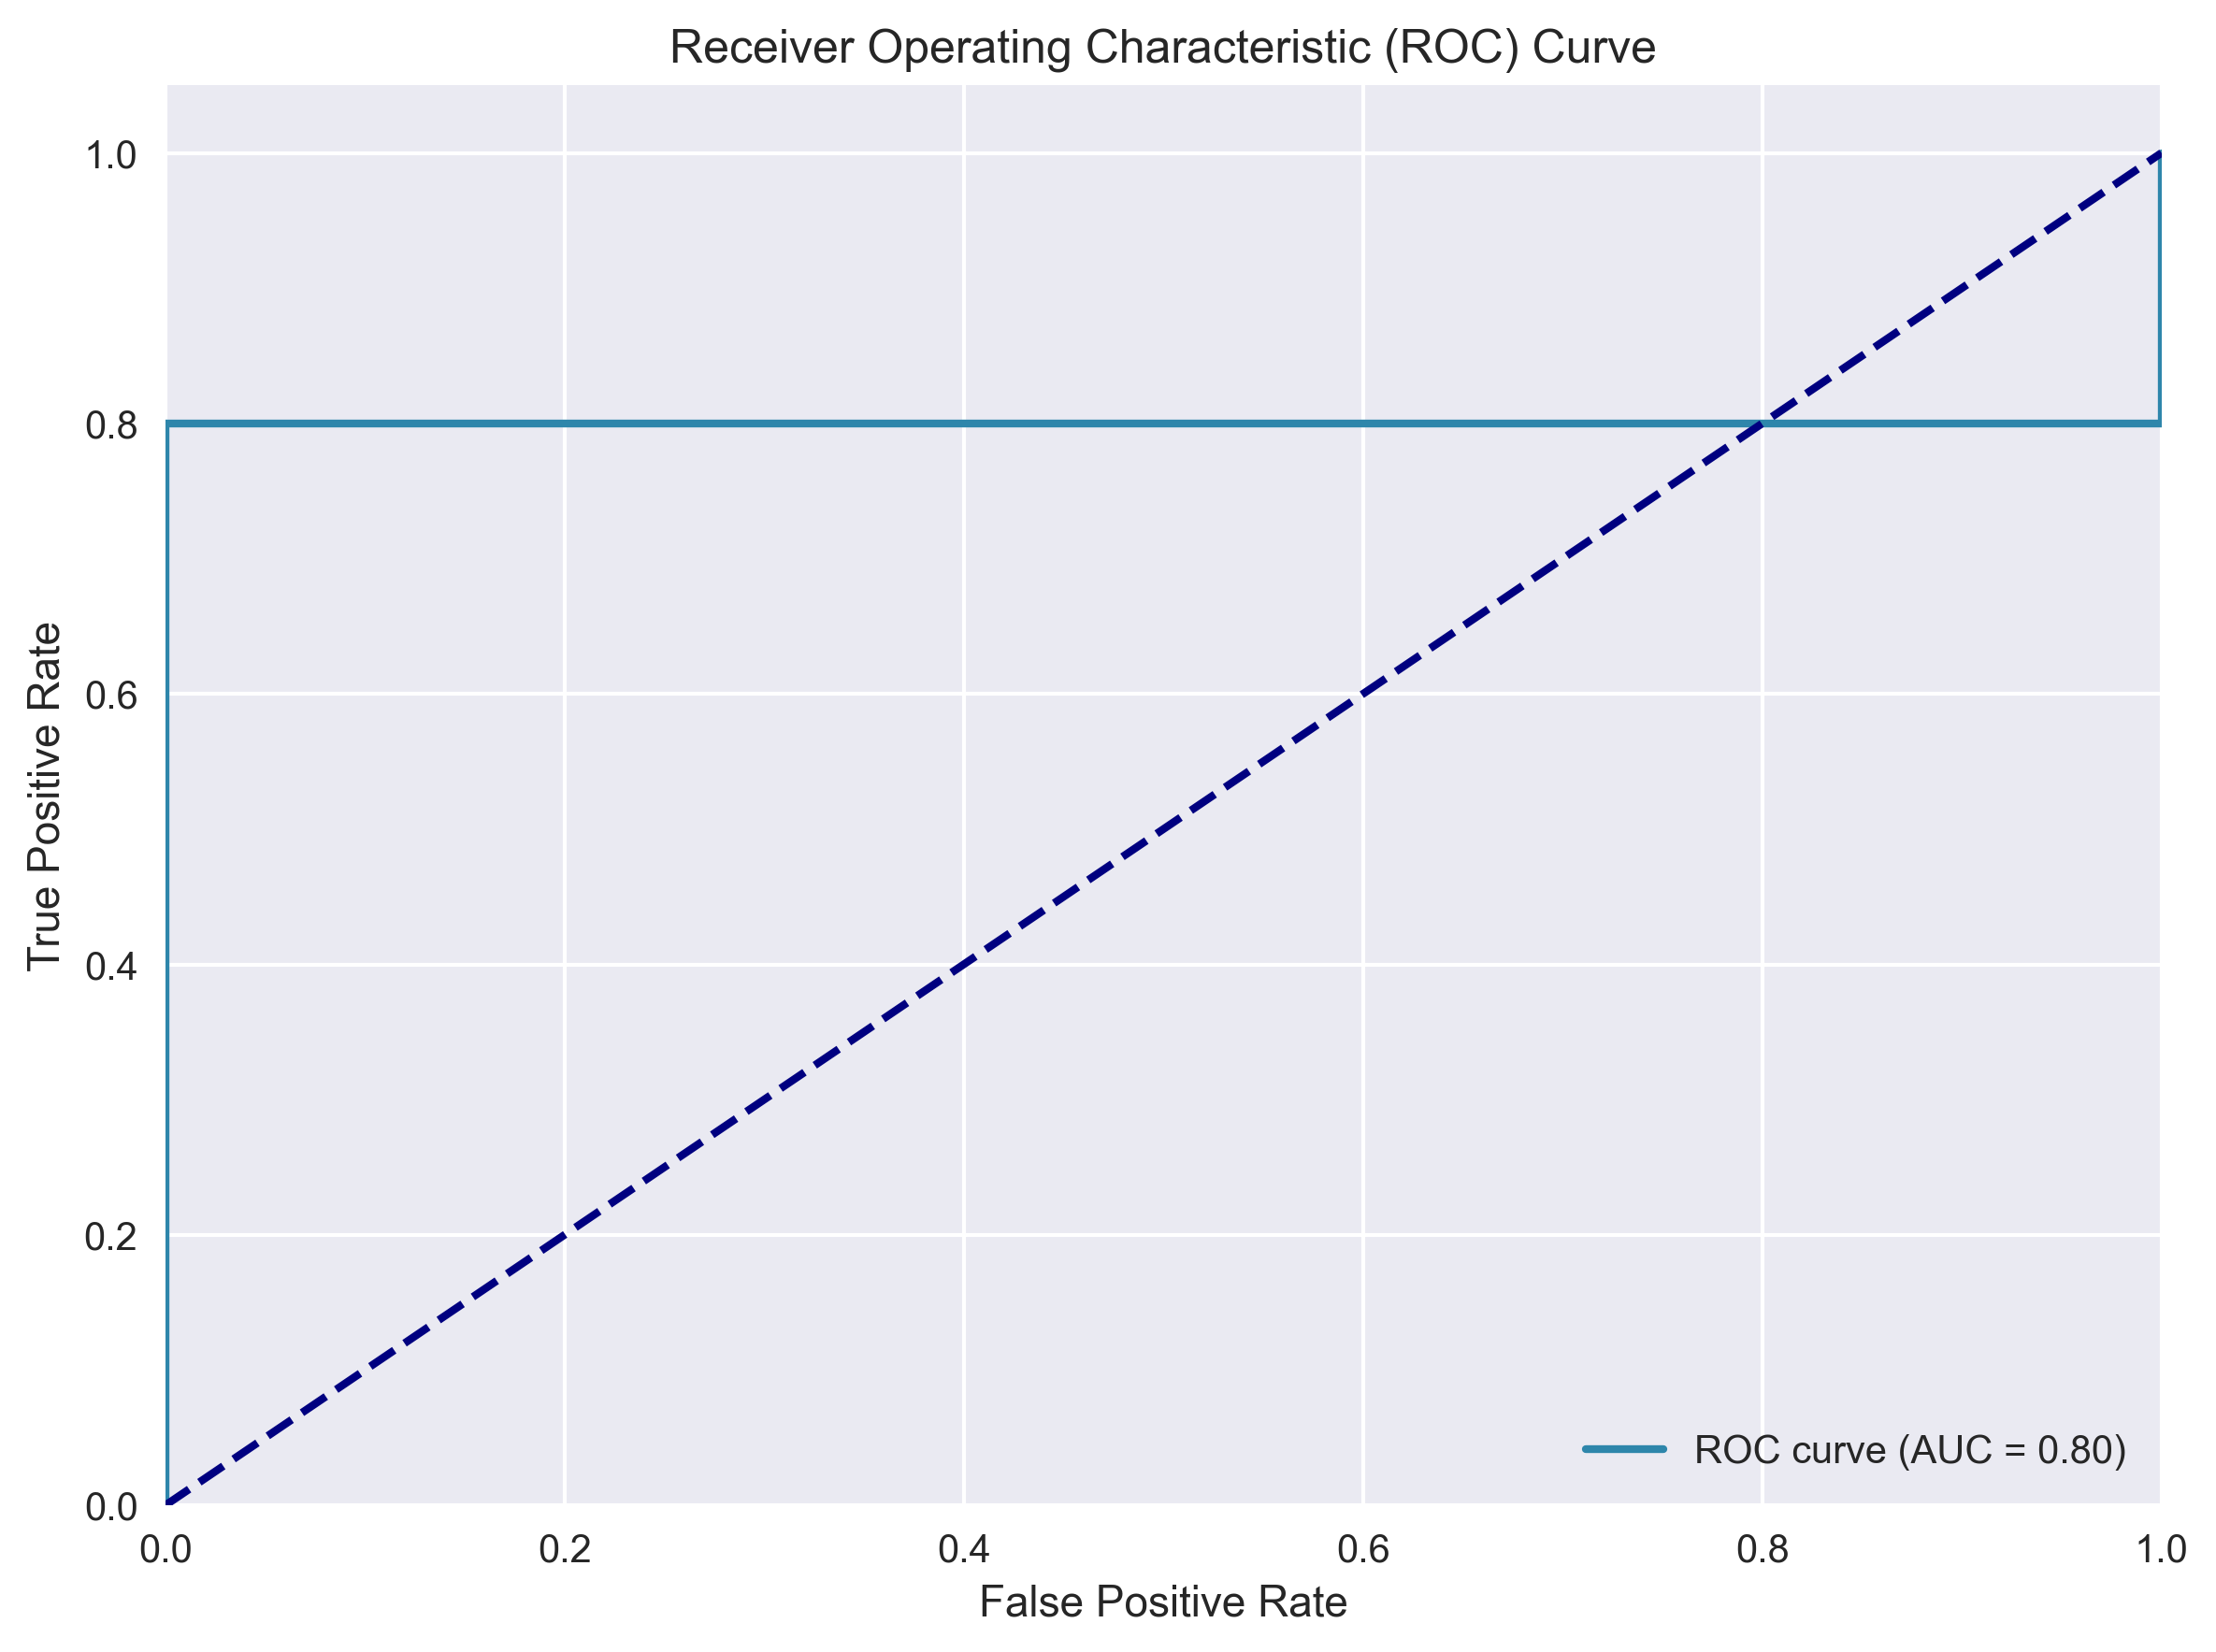 Receiver Operating Characteristic (ROC) Curve
1.0
0.8
0.6
0.4
0.2
0.0
True Positive Rate
0.0 0.2 0.4 0.6 0.8 1.0
False Positive Rate
ROC curve (AUC = 0.80)